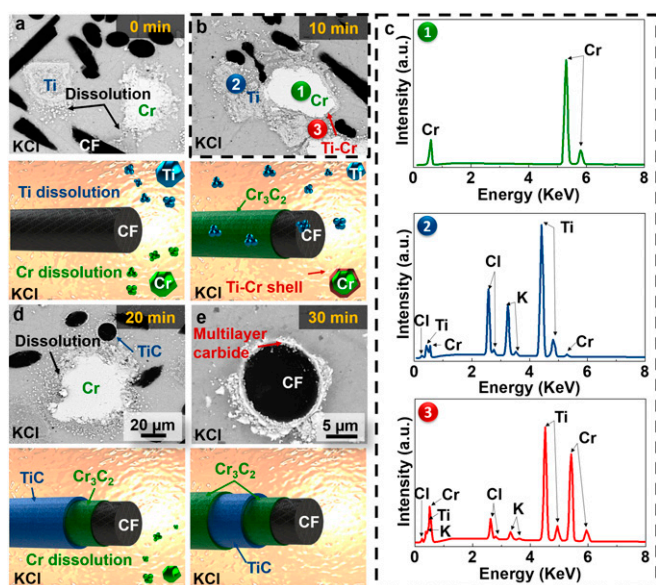 a
0 min
Ti
Dissolution
Cr
KCl
CF
b
10 min
2
Ti
1
Cr
3
KCl
Ti-Cr
Ti dissolution
Ti
CF
Cr dissolution
Cr
KCl
Cr₃C₂
Ti
CF
Ti-Cr shell
Cr
KCl
d
20 min
Dissolution
TiC
Cr
KCl
20 µm
e
30 min
Multilayer
carbide
CF
KCl
5 µm
TiC
Cr₃C₂
CF
Cr dissolution
KCl
Cr₃C₂
CF
TiC
KCl
c
1
Intensity (a.u.)
Cr
Cr
0 2 4 6 8
Energy (KeV)
2
Intensity (a.u.)
Ti
Cl
K
Cl
Ti
Cr
Cr
0 2 4 6 8
Energy (KeV)
3
Intensity (a.u.)
Ti
Cr
Cl
Cr
Ti
K
Cl
K
0 2 4 6 8
Energy (KeV)